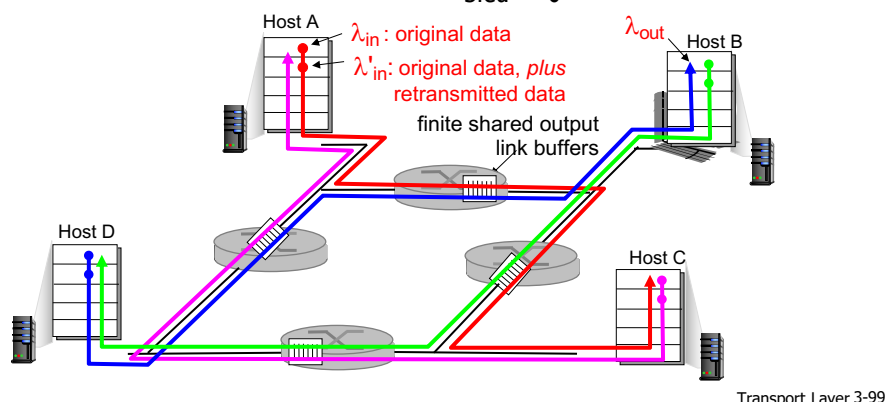 Host A
λin : original data
λ'in: original data, plus
retransmitted data
λout
Host B
finite shared output
link buffers
Host D
Host C
Transport Layer 3-99